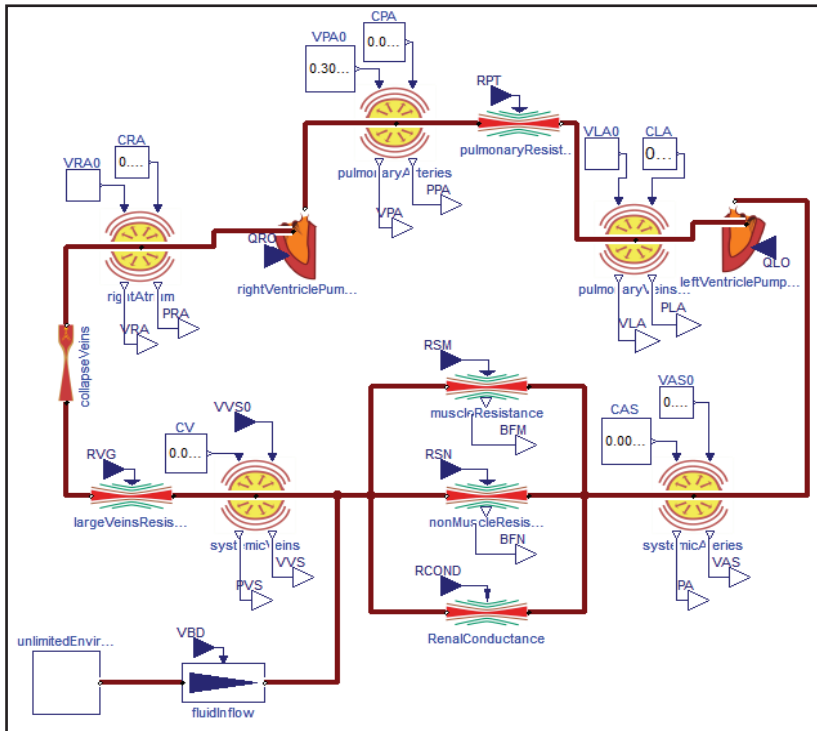 CPA
VPA0
0.0...
0.30...
RPT
CRA
VRA0
0....
pulmonaryArteries
PPA
VPA
pulmonaryResist...
VLA0
CLA
0...
QRO
rightAtrim
rightVentriclePum...
PRA
VRA
QLO
leftVentriclePump...
pulmonaryVeins...
PLA
VLA
collapseVeins
RSM
muscleResistance
BFM
VAS0
CAS
0....
0.00...
VVS0
CV
0.0...
RVG
RSN
largeVeinsResis...
nonMuscleResis...
BFN
systemicVeins
VVS
PVS
systemicArteries
VAS
PA
RCOND
RenalConductance
unlimitedEnvir...
VBD
fluidInflow